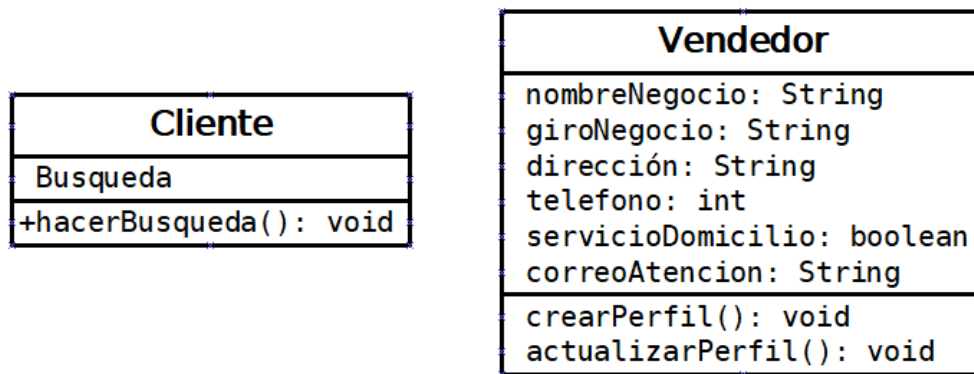 Cliente
Busqueda
+hacerBusqueda(): void
Vendedor
nombreNegocio: String
giroNegocio: String
dirección: String
telefono: int
servicioDomicilio: boolean
correoAtencion: String
crearPerfil(): void
actualizarPerfil(): void